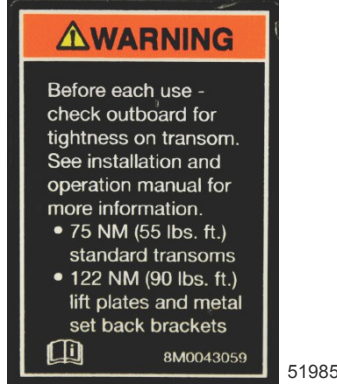 WARNING
Before each use -
check outboard for
tightness on transom.
See installation and
operation manual for
more information.
• 75 NM (55 lbs. ft.)
standard transoms
• 122 NM (90 lbs. ft.)
lift plates and metal
set back brackets
8M0043059
51985